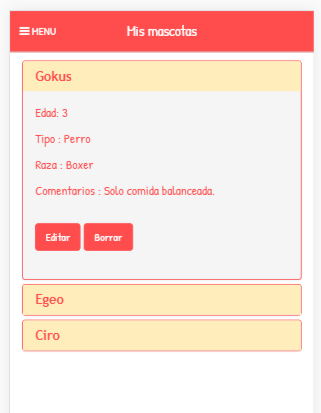 MENU
Mis mascotas
Gokus
Edad: 3
Tipo : Perro
Raza : Boxer
Comentarios : Solo comida balanceada.
Editar Borrar
Egeo
Ciro